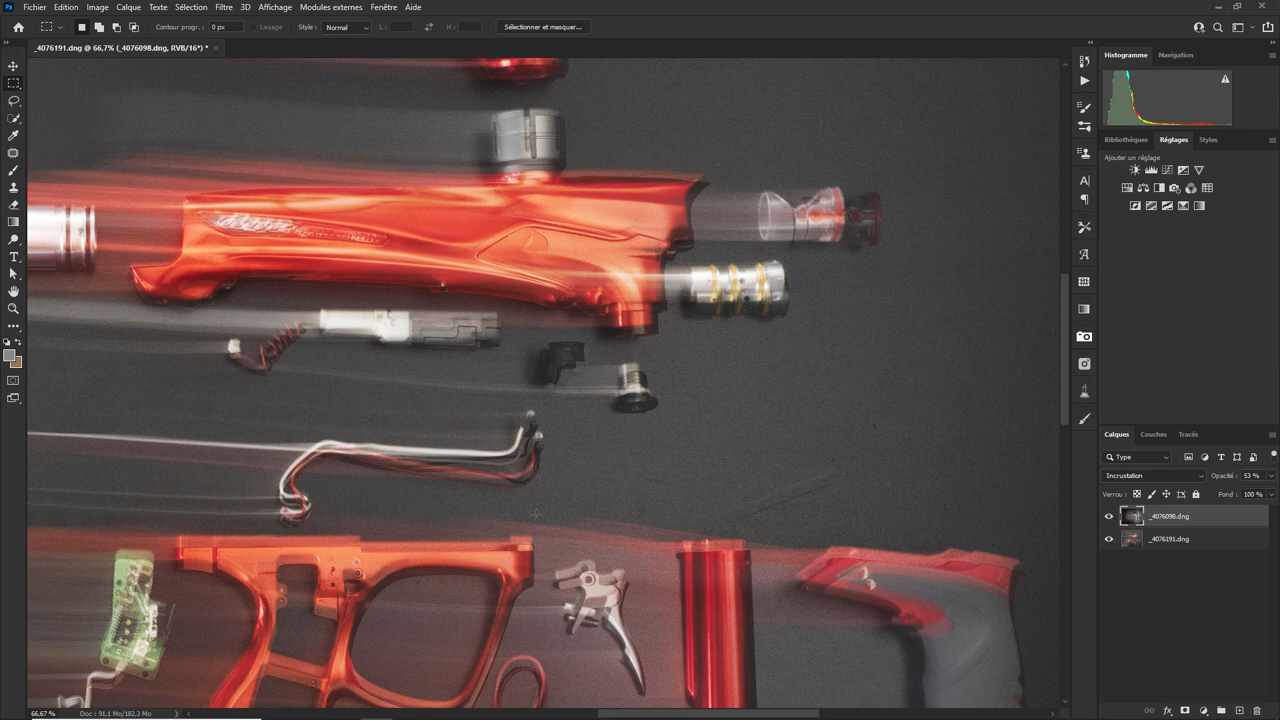 Ps Fichier Edition Image Calque Texte Sélection Filtre 3D Affichage Modules externes Fenêtre Aide
Contour progr. : 0 px Lissage Style : Normal L : H : Sélectionner et masquer...
_4076191.dng @ 66,7% (_4076098.dng, RVB/16*) * ×
Histogramme Navigation
Bibliothèques Réglages Styles
Ajouter un réglage
Calques Couches Tracés
Type
Incrustation Opacité : 53 %
Verrou : Fond : 100 %
_4076098.dng
_4076191.dng
66,67% Doc : 91,1 Mo/182,3 Mo